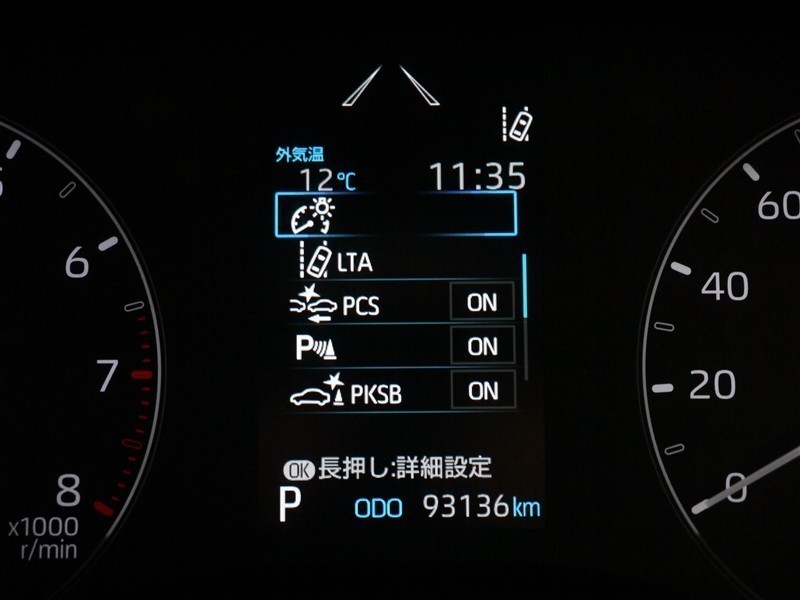 外気温
12℃ 11:35
LTA
PCS ON
P ON
PKSB ON
OK 長押し:詳細設定
P ODO 93136km
6
7
8
x1000
r/min
60
40
20
0